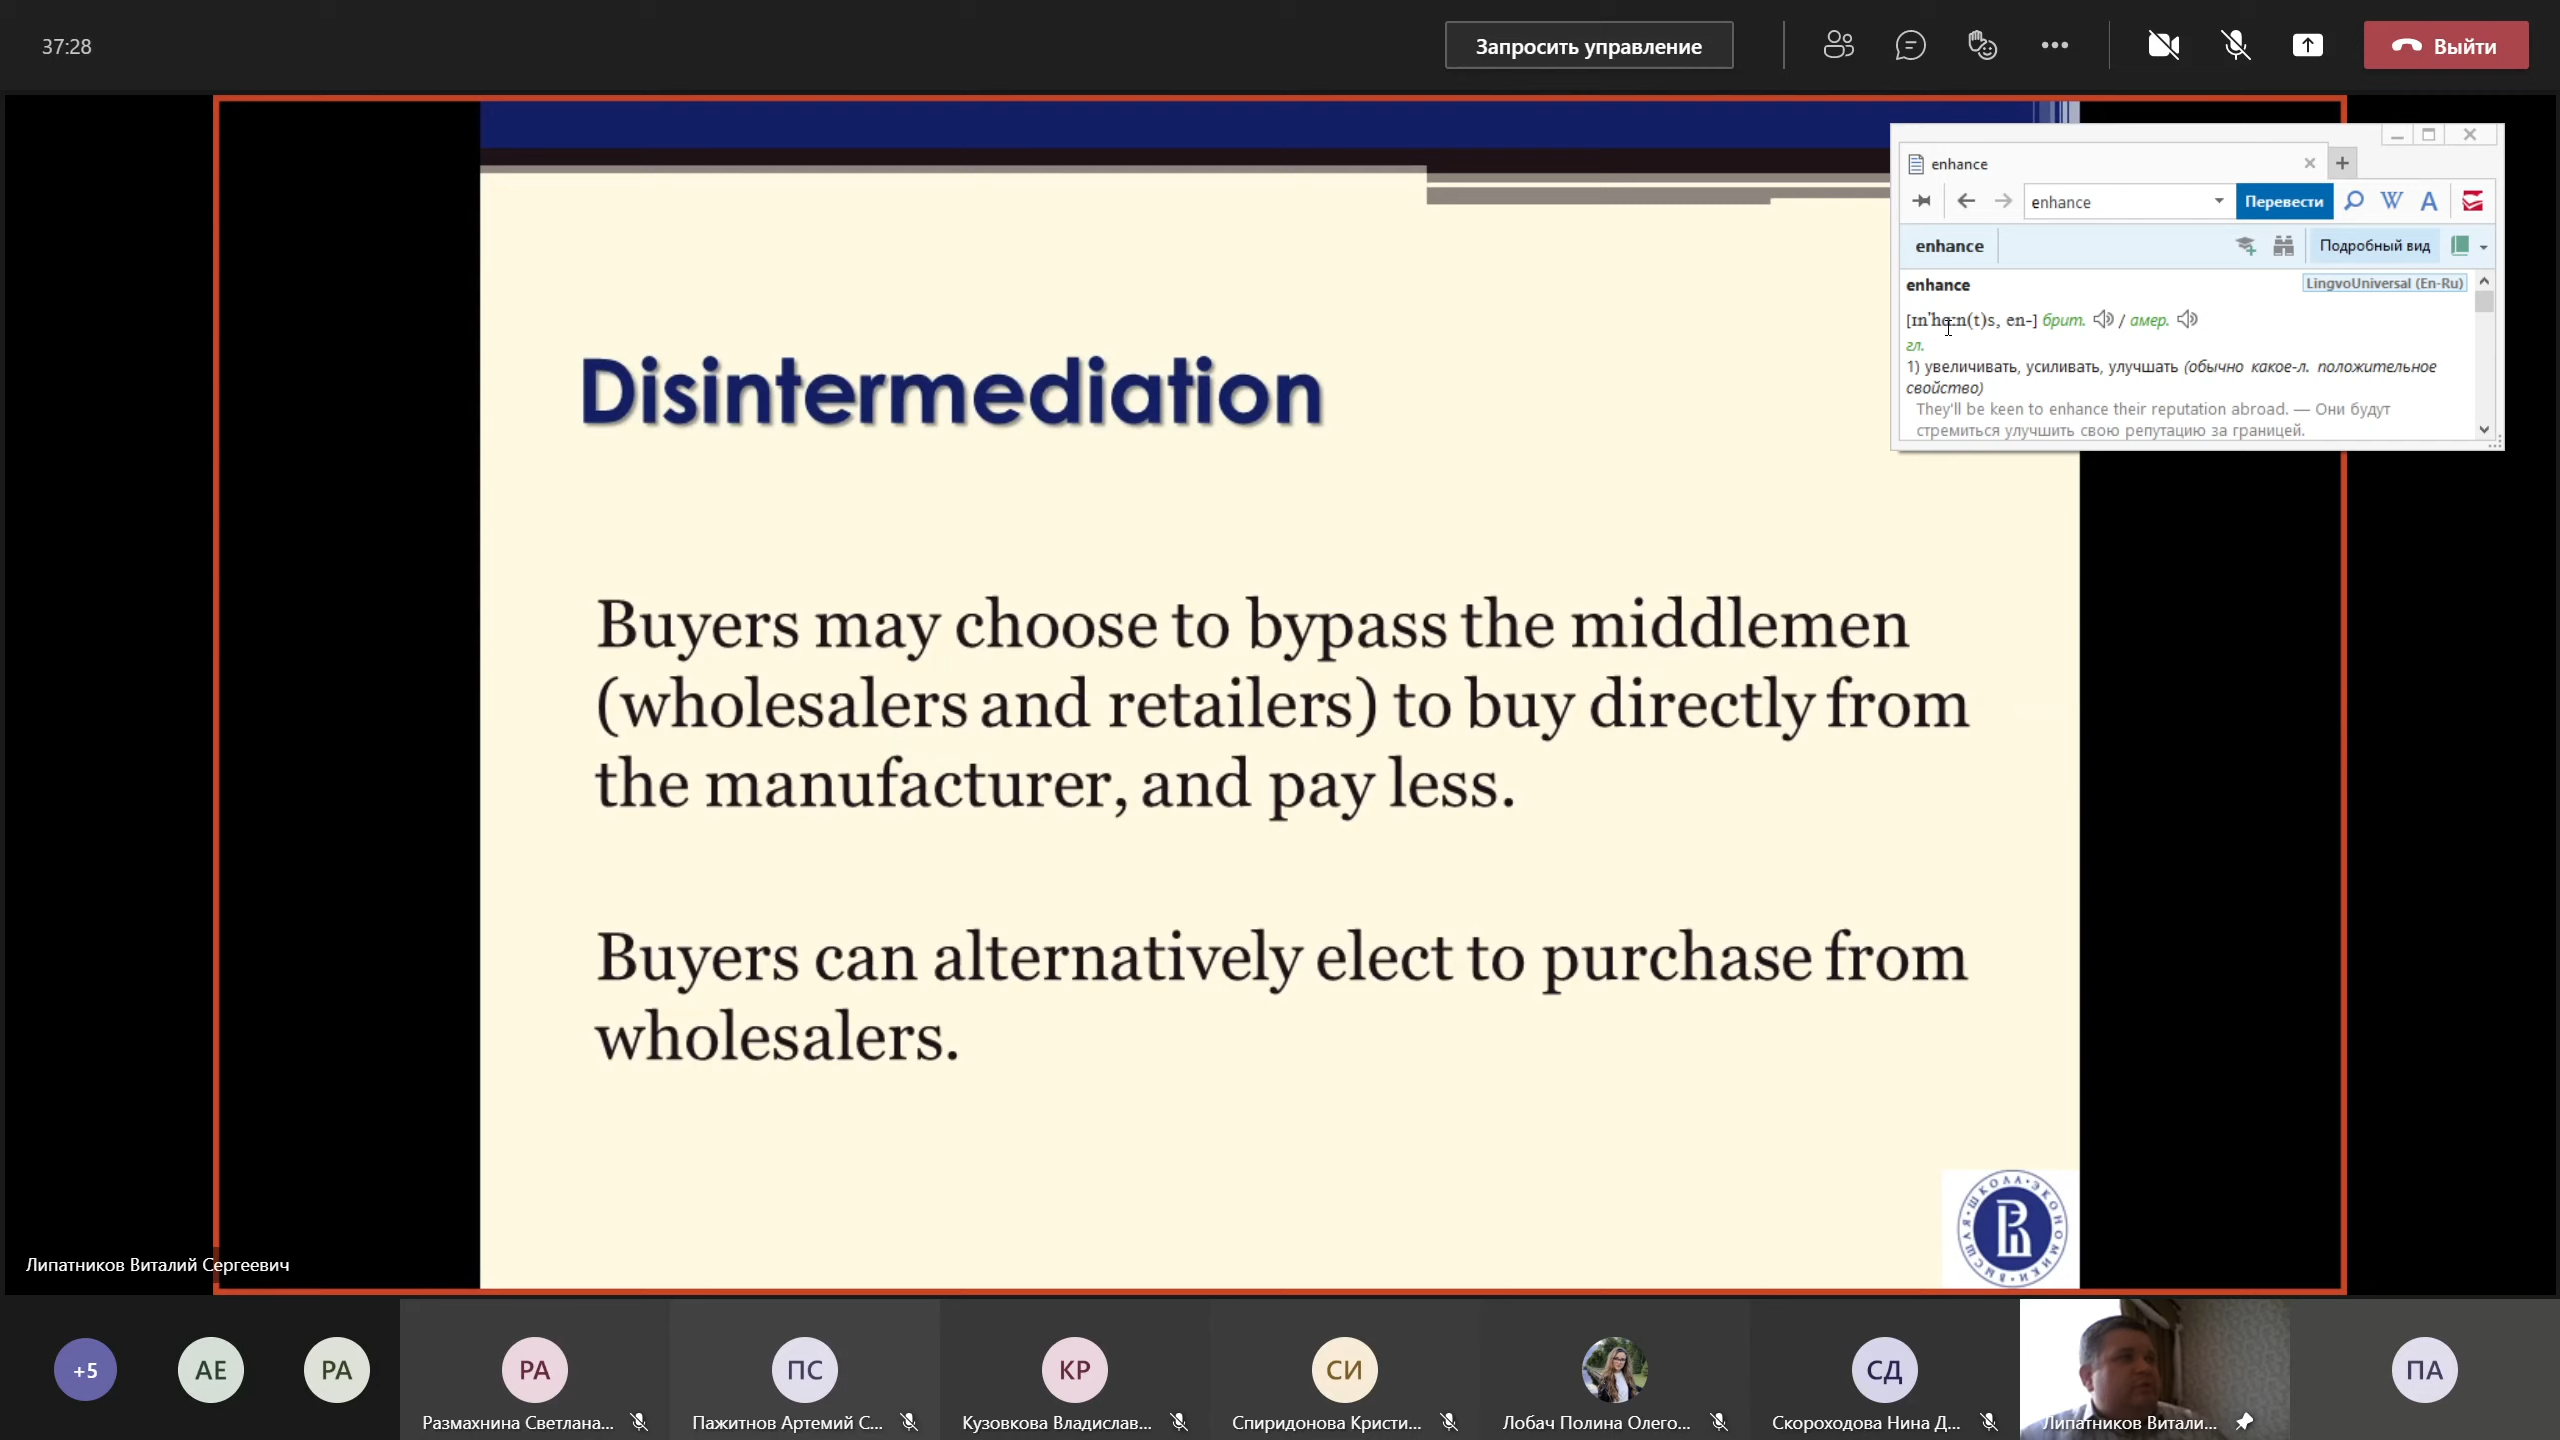 37:28
Запросить управление
Выйти
enhance
enhance
Перевести
W
A
enhance
Подробный вид
enhance
LingvoUniversal (En-Ru)
[ɪn'hɑːn(t)s, en-] брит. / амер.
гл.
1) увеличивать, усиливать, улучшать (обычно какое-л. положительное
свойство)
They'll be keen to enhance their reputation abroad. — Они будут
стремиться улучшить свою репутацию за границей.
Disintermediation
Buyers may choose to bypass the middlemen
(wholesalers and retailers) to buy directly from
the manufacturer, and pay less.
Buyers can alternatively elect to purchase from
wholesalers.
ВЫСШАЯ • ШКОЛА • ЭКОНОМИКИ
Липатников Виталий Сергеевич
+5
АЕ
РА
РА
Размахнина Светлана...
ПС
Пажитнов Артемий С...
КР
Кузовкова Владислав...
СИ
Спиридонова Кристи...
Лобач Полина Олего...
СД
Скороходова Нина Д...
Липатников Витали...
ПА